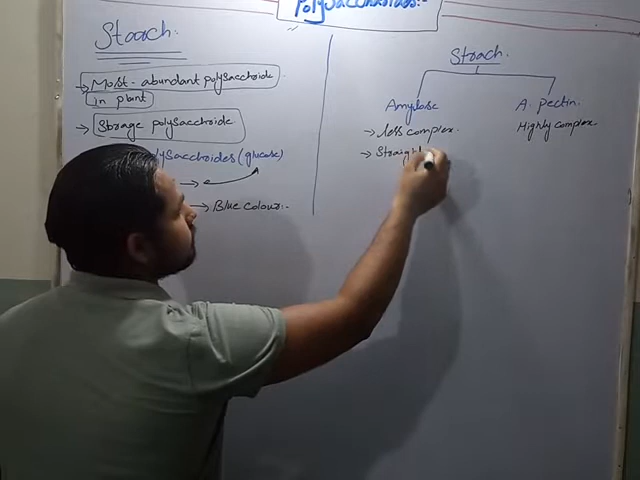 Polysaccharides:-
Starch.
→ Most-abundant polysaccharide
in plant
→ Storage polysaccharide
polysaccharides (glucose)
→
→ Blue colour:-
Starch.
Amylose
→ less complex.
→ Straight
A. pectin.
Highly complex